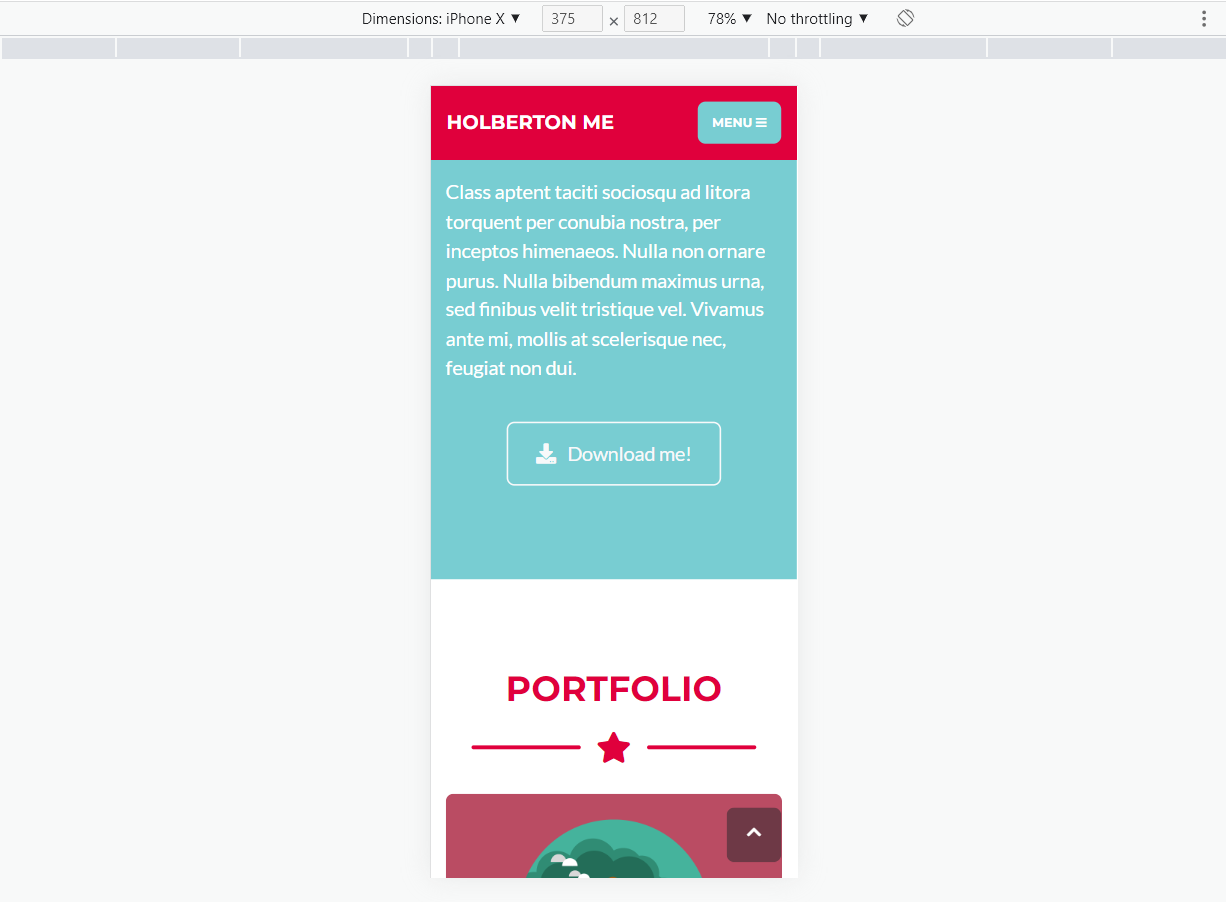 Dimensions: iPhone X ▼ 375 × 812 78% ▼ No throttling ▼
HOLBERTON ME
MENU
Class aptent taciti sociosqu ad litora
torquent per conubia nostra, per
inceptos himenaeos. Nulla non ornare
purus. Nulla bibendum maximus urna,
sed finibus velit tristique vel. Vivamus
ante mi, mollis at scelerisque nec,
feugiat non dui.
Download me!
PORTFOLIO